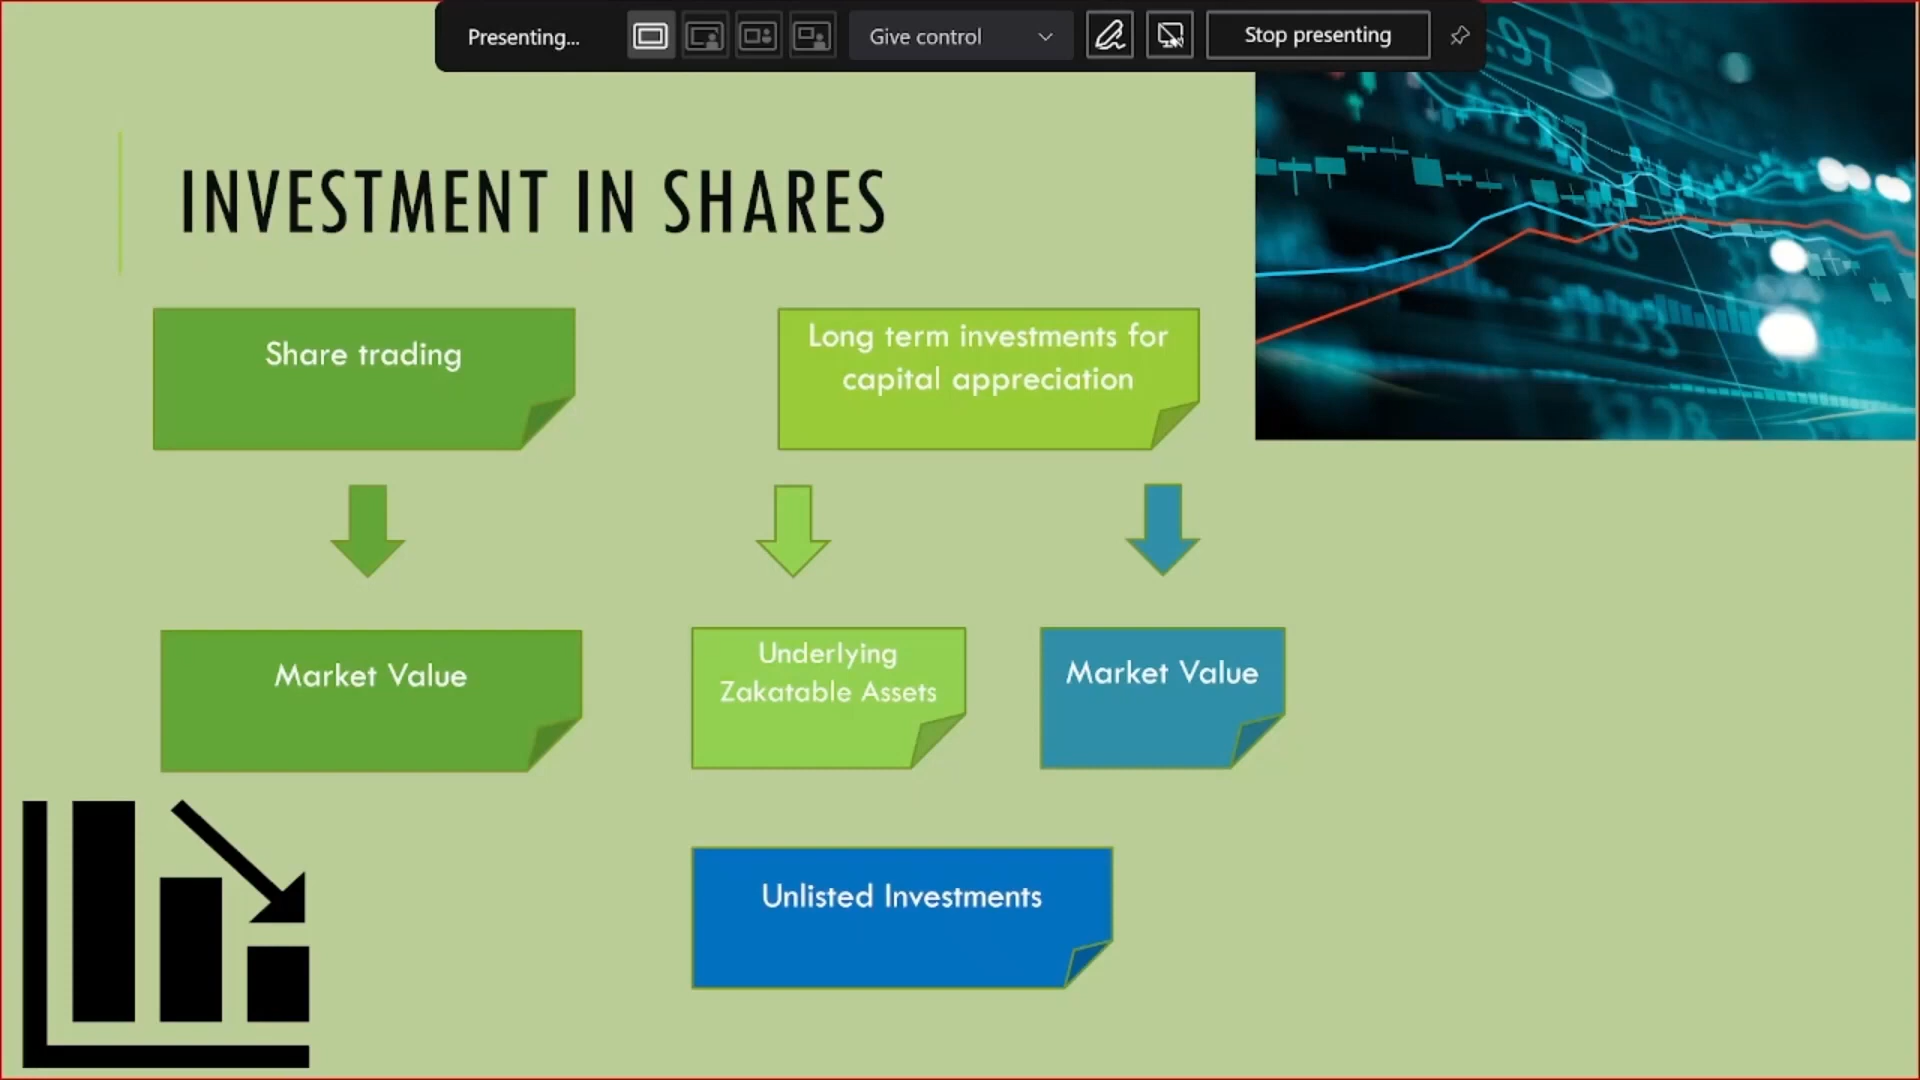 Presenting...
Give control
Stop presenting
INVESTMENT IN SHARES
Share trading
Long term investments for
capital appreciation
Market Value
Underlying
Zakatable Assets
Market Value
Unlisted Investments